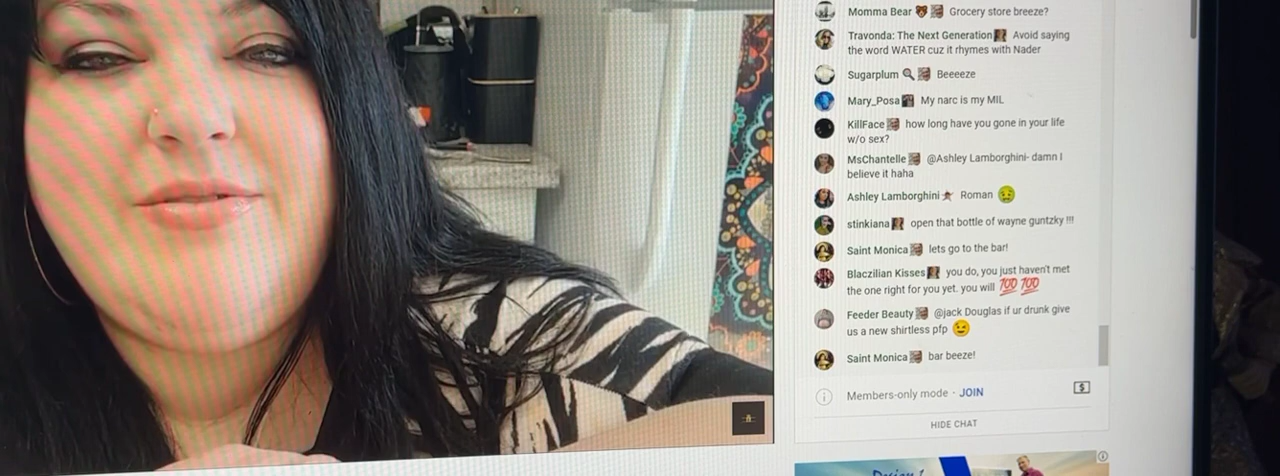 Momma Bear 🐻 Grocery store breeze?
Travonda: The Next Generation Avoid saying
the word WATER cuz it rhymes with Nader
Sugarplum 🔍 Beeeeze
Mary_Posa My narc is my MIL
KillFace how long have you gone in your life
w/o sex?
MsChantelle @Ashley Lamborghini- damn I
believe it haha
Ashley Lamborghini Roman 🤢
stinkiana open that bottle of wayne guntzky !!!
Saint Monica lets go to the bar!
Blaczilian Kisses you do, you just haven't met
the one right for you yet. you will 💯 💯
Feeder Beauty @jack Douglas if ur drunk give
us a new shirtless pfp 😉
Saint Monica bar beeze!
Members-only mode · JOIN
$
HIDE CHAT